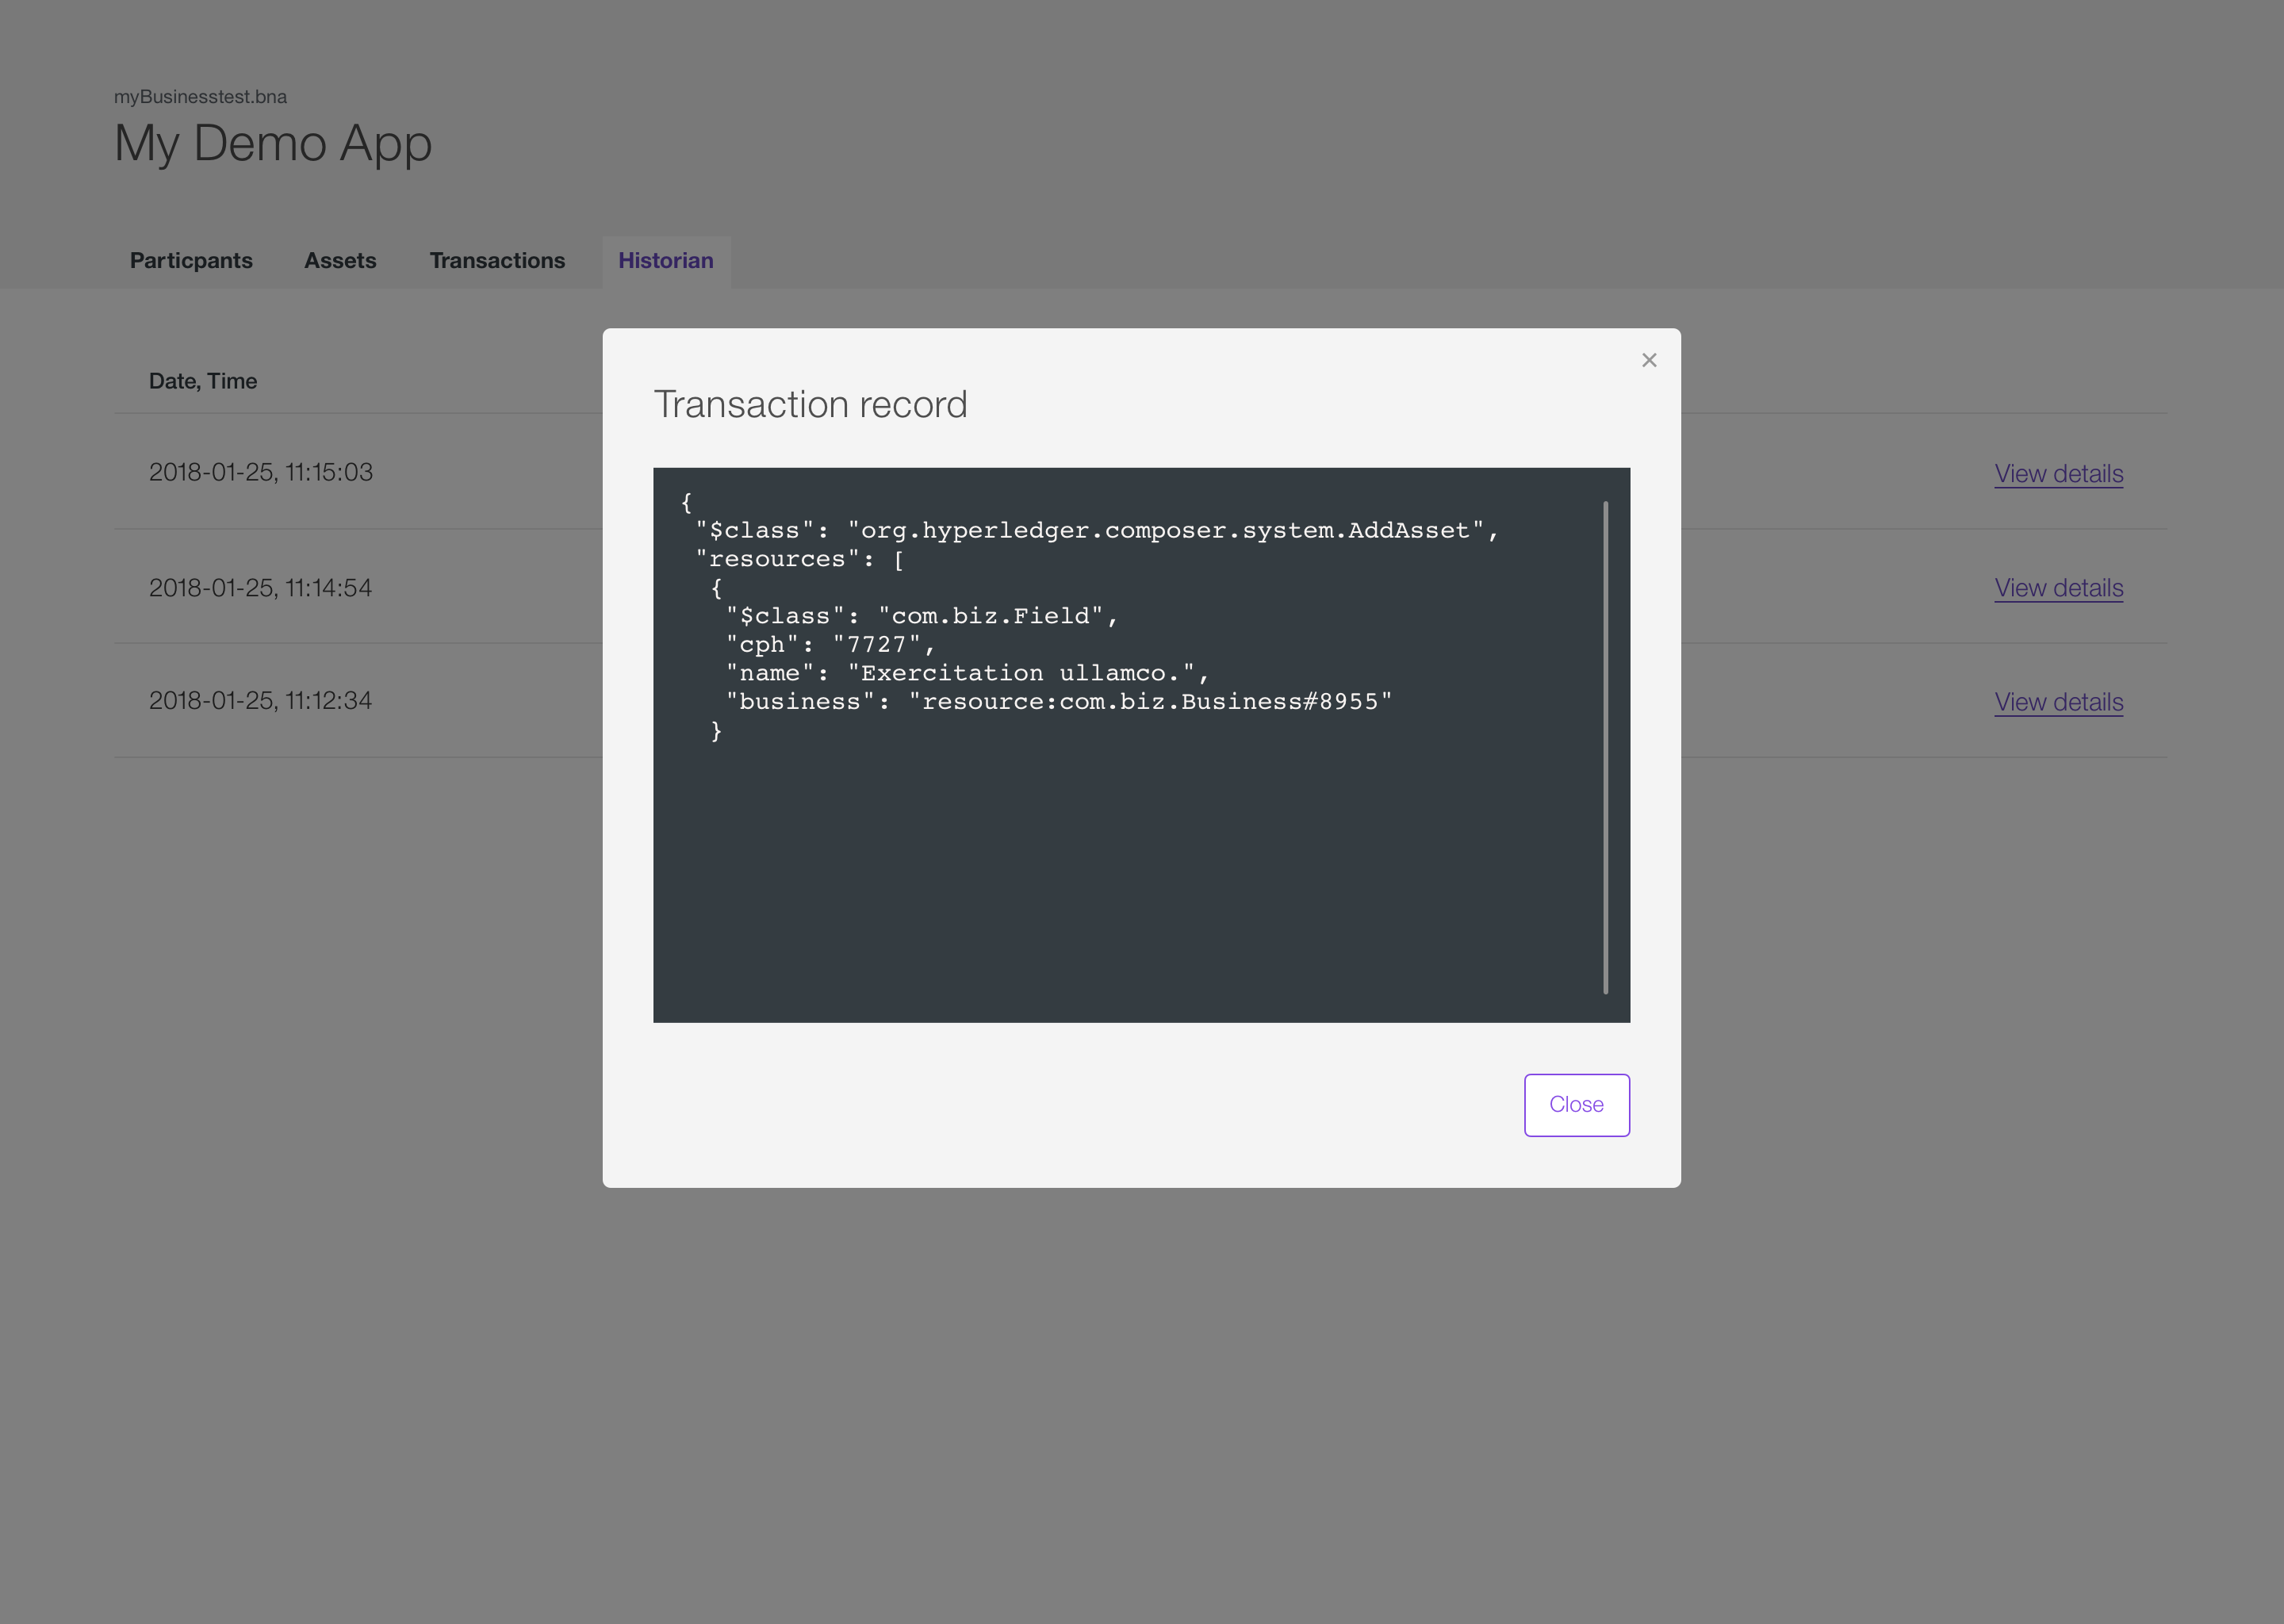 myBusinesstest.bna
My Demo App
Particpants Assets Transactions Historian
×
Transaction record
Date, Time
2018-01-25, 11:15:03 View details
2018-01-25, 11:14:54 View details
2018-01-25, 11:12:34 View details
{
"$class": "org.hyperledger.composer.system.AddAsset",
"resources": [
{
"$class": "com.biz.Field",
"cph": "7727",
"name": "Exercitation ullamco.",
"business": "resource:com.biz.Business#8955"
}
Close